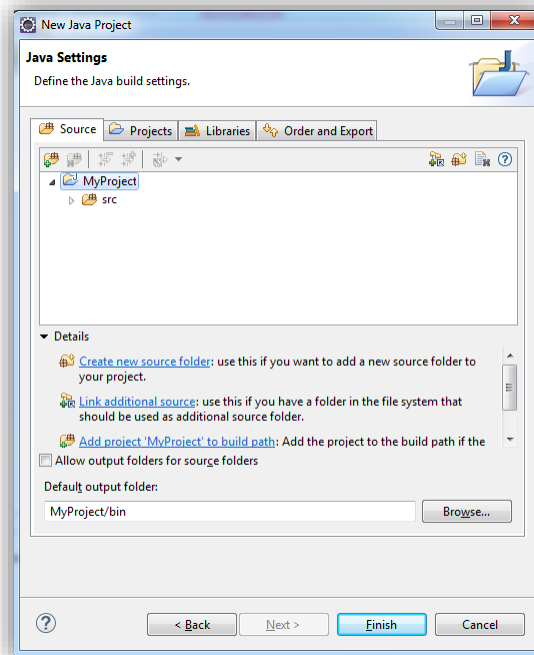 New Java Project
Java Settings
Define the Java build settings.
Source Projects Libraries Order and Export
MyProject
src
Details
Create new source folder: use this if you want to add a new source folder to
your project.
Link additional source: use this if you have a folder in the file system that
should be used as additional source folder.
Add project 'MyProject' to build path: Add the project to the build path if the
Allow output folders for source folders
Default output folder:
MyProject/bin
Browse...
< Back Next > Finish Cancel